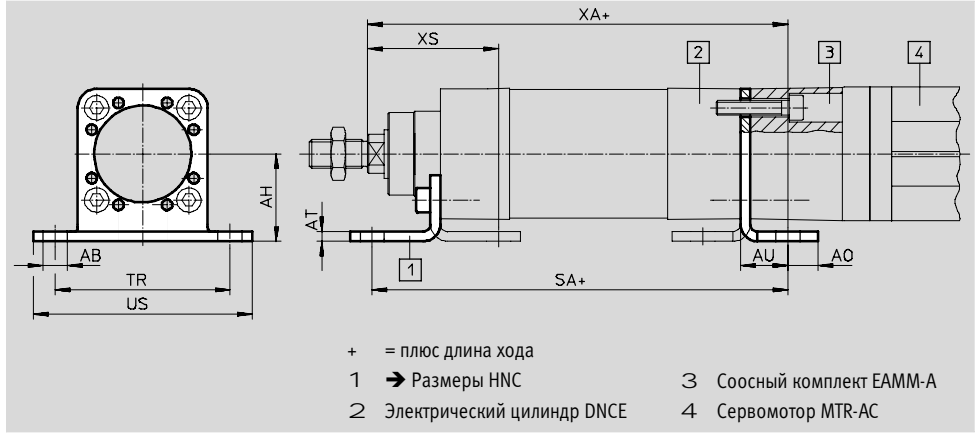 XA+
XS
2
3
4
AH
AT
AB
TR
US
1
AU
AO
SA+
+ = плюс длина хода
1 ➔ Размеры HNC
2 Электрический цилиндр DNCE
3 Соосный комплект EAMM-A
4 Сервомотор MTR-AC